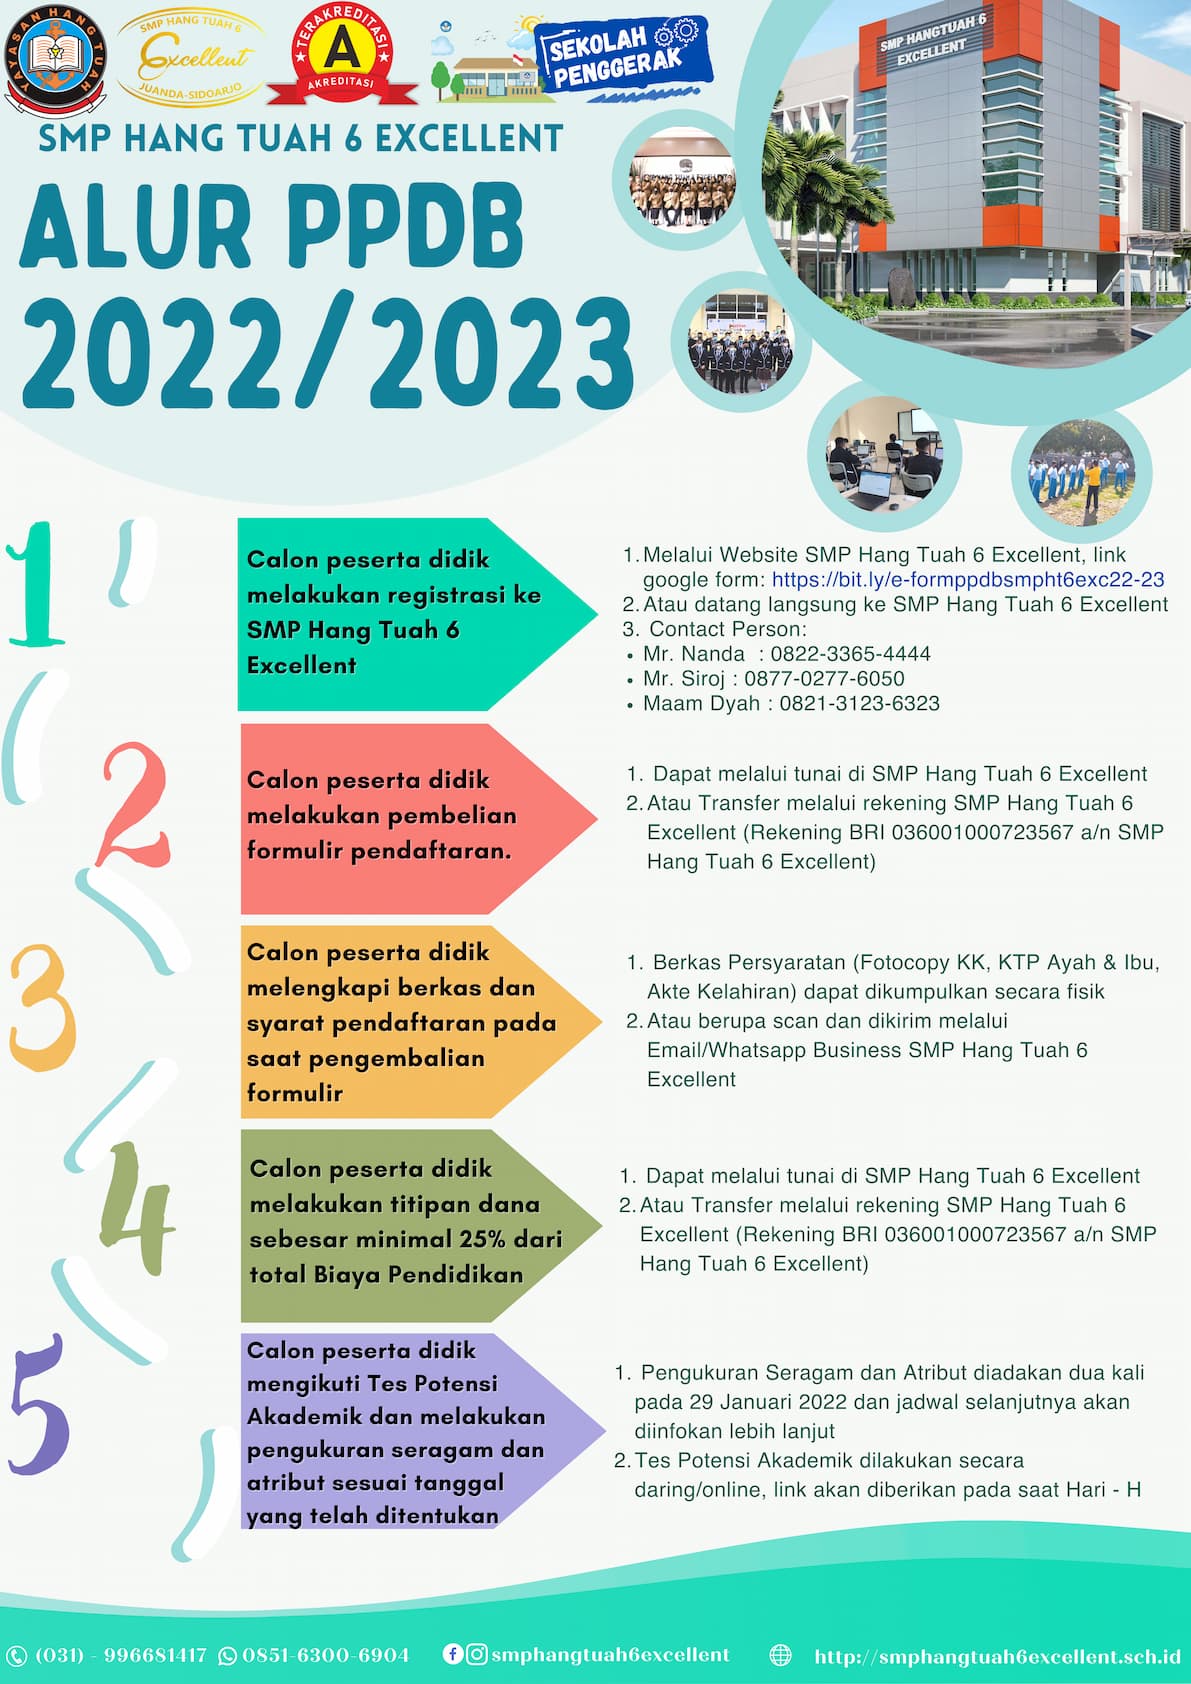 YAYASAN HANG TUAH
SMP HANG TUAH 6
Excellent
JUANDA-SIDOARJO
TERAKREDITASI
A
AKREDITASI
SEKOLAH
PENGGERAK
SMP HANGTUAH 6
EXCELLENT
SMP HANG TUAH 6 EXCELLENT
ALUR PPDB
2022/2023
1
Calon peserta didik
melakukan registrasi ke
SMP Hang Tuah 6
Excellent
1. Melalui Website SMP Hang Tuah 6 Excellent, link
google form: https://bit.ly/e-formppdbsmpht6exc22-23
2. Atau datang langsung ke SMP Hang Tuah 6 Excellent
3. Contact Person:
• Mr. Nanda : 0822-3365-4444
• Mr. Siroj : 0877-0277-6050
• Maam Dyah : 0821-3123-6323
2
Calon peserta didik
melakukan pembelian
formulir pendaftaran.
1. Dapat melalui tunai di SMP Hang Tuah 6 Excellent
2. Atau Transfer melalui rekening SMP Hang Tuah 6
Excellent (Rekening BRI 036001000723567 a/n SMP
Hang Tuah 6 Excellent)
3
Calon peserta didik
melengkapi berkas dan
syarat pendaftaran pada
saat pengembalian
formulir
1. Berkas Persyaratan (Fotocopy KK, KTP Ayah & Ibu,
Akte Kelahiran) dapat dikumpulkan secara fisik
2. Atau berupa scan dan dikirim melalui
Email/Whatsapp Business SMP Hang Tuah 6
Excellent
4
Calon peserta didik
melakukan titipan dana
sebesar minimal 25% dari
total Biaya Pendidikan
1. Dapat melalui tunai di SMP Hang Tuah 6 Excellent
2. Atau Transfer melalui rekening SMP Hang Tuah 6
Excellent (Rekening BRI 036001000723567 a/n SMP
Hang Tuah 6 Excellent)
5
Calon peserta didik
mengikuti Tes Potensi
Akademik dan melakukan
pengukuran seragam dan
atribut sesuai tanggal
yang telah ditentukan
1. Pengukuran Seragam dan Atribut diadakan dua kali
pada 29 Januari 2022 dan jadwal selanjutnya akan
diinfokan lebih lanjut
2. Tes Potensi Akademik dilakukan secara
daring/online, link akan diberikan pada saat Hari - H
(031) - 996681417 0851-6300-6904 smphangtuah6excellent http://smphangtuah6excellent.sch.id